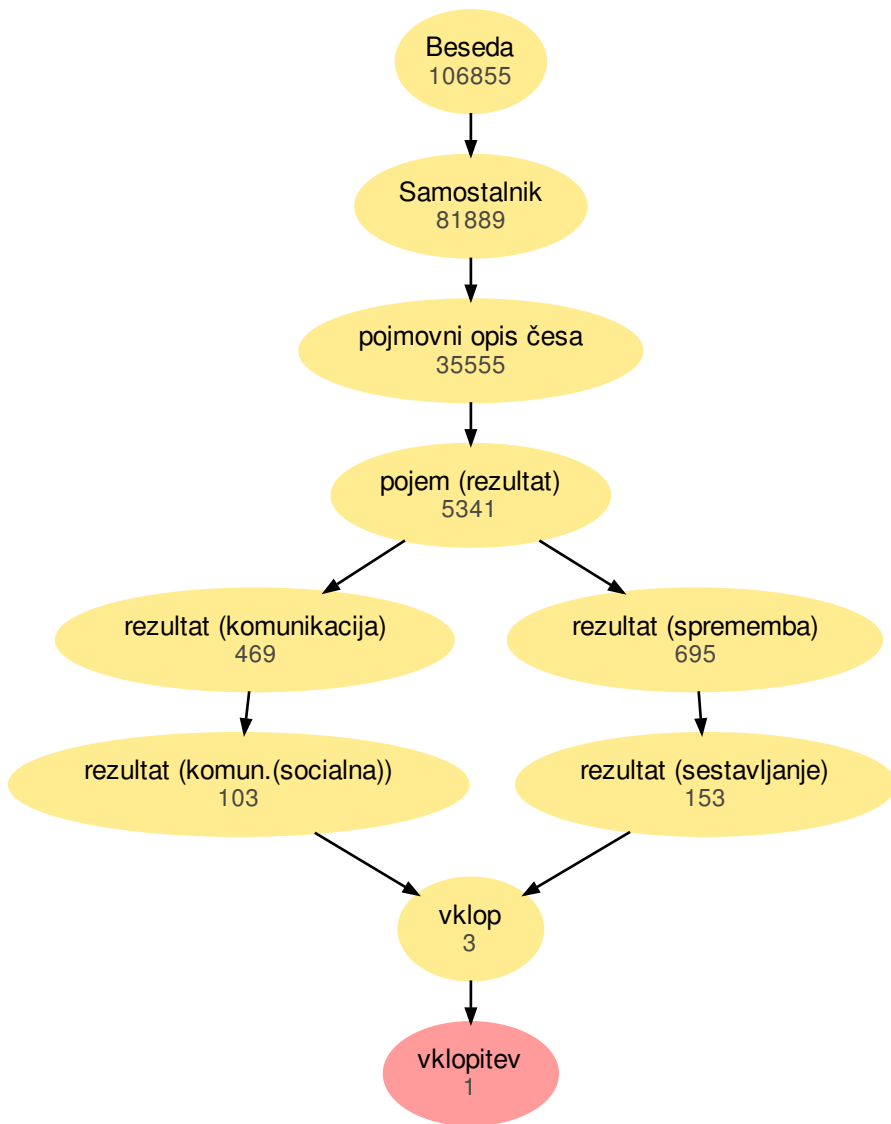 Beseda
106855
Samostalnik
81889
pojmovni opis česa
35555
pojem (rezultat)
5341
rezultat (komunikacija)
469
rezultat (sprememba)
695
rezultat (komun.(socialna))
103
rezultat (sestavljanje)
153
vklop
3
vklopitev
1